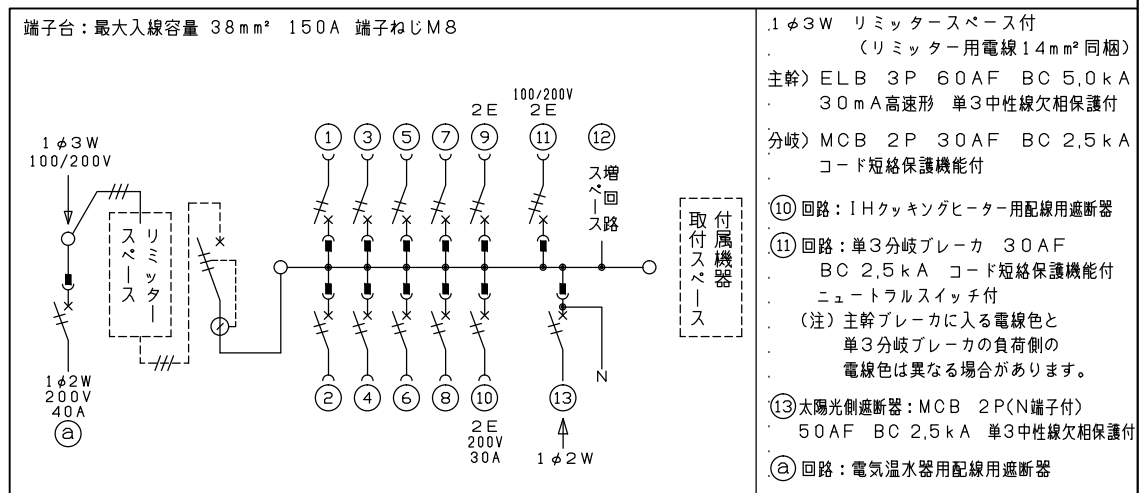 端子台：最大入線容量 38mm² 150A 端子ねじM8
1φ3W
100/200V
リミッター
スペース
1φ2W
200V
40A
ⓐ
① ③ ⑤ ⑦ ⑨ ⑪ ⑫
2E
100/200V
2E
増回路
スペース
② ④ ⑥ ⑧ ⑩ ⑬
2E
200V
30A
1φ2W
N
付属機器
取付スペース
1φ3W リミッタースペース付
（リミッター用電線14mm²同梱）
主幹）ELB 3P 60AF BC 5,0kA
30mA高速形 単3中性線欠相保護付
分岐）MCB 2P 30AF BC 2,5kA
コード短絡保護機能付
⑩回路：IHクッキングヒーター用配線用遮断器
⑪回路：単3分岐ブレーカ 30AF
BC 2,5kA コード短絡保護機能付
ニュートラルスイッチ付
（注）主幹ブレーカに入る電線色と
単3分岐ブレーカの負荷側の
電線色は異なる場合があります。
⑬太陽光側遮断器：MCB 2P(N端子付)
50AF BC 2,5kA 単3中性線欠相保護付
ⓐ回路：電気温水器用配線用遮断器